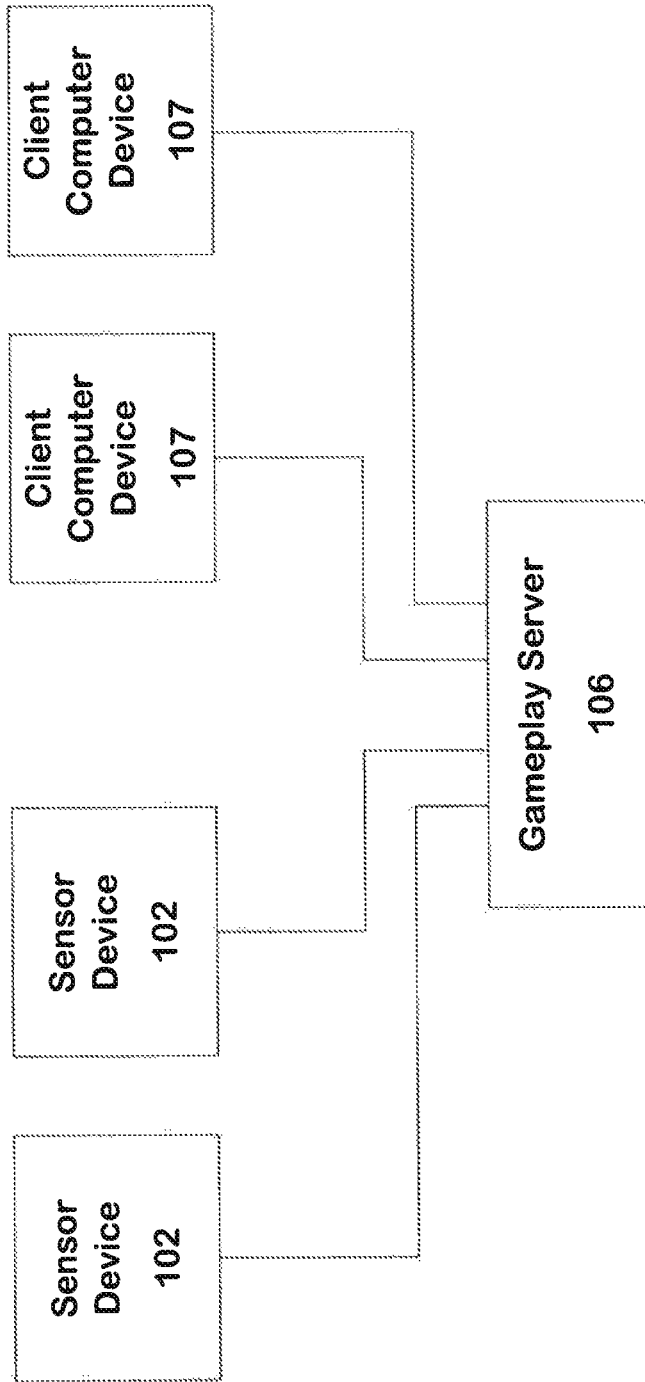 Sensor
Device
102
Sensor
Device
102
Client
Computer
Device
107
Client
Computer
Device
107
Gameplay Server
106